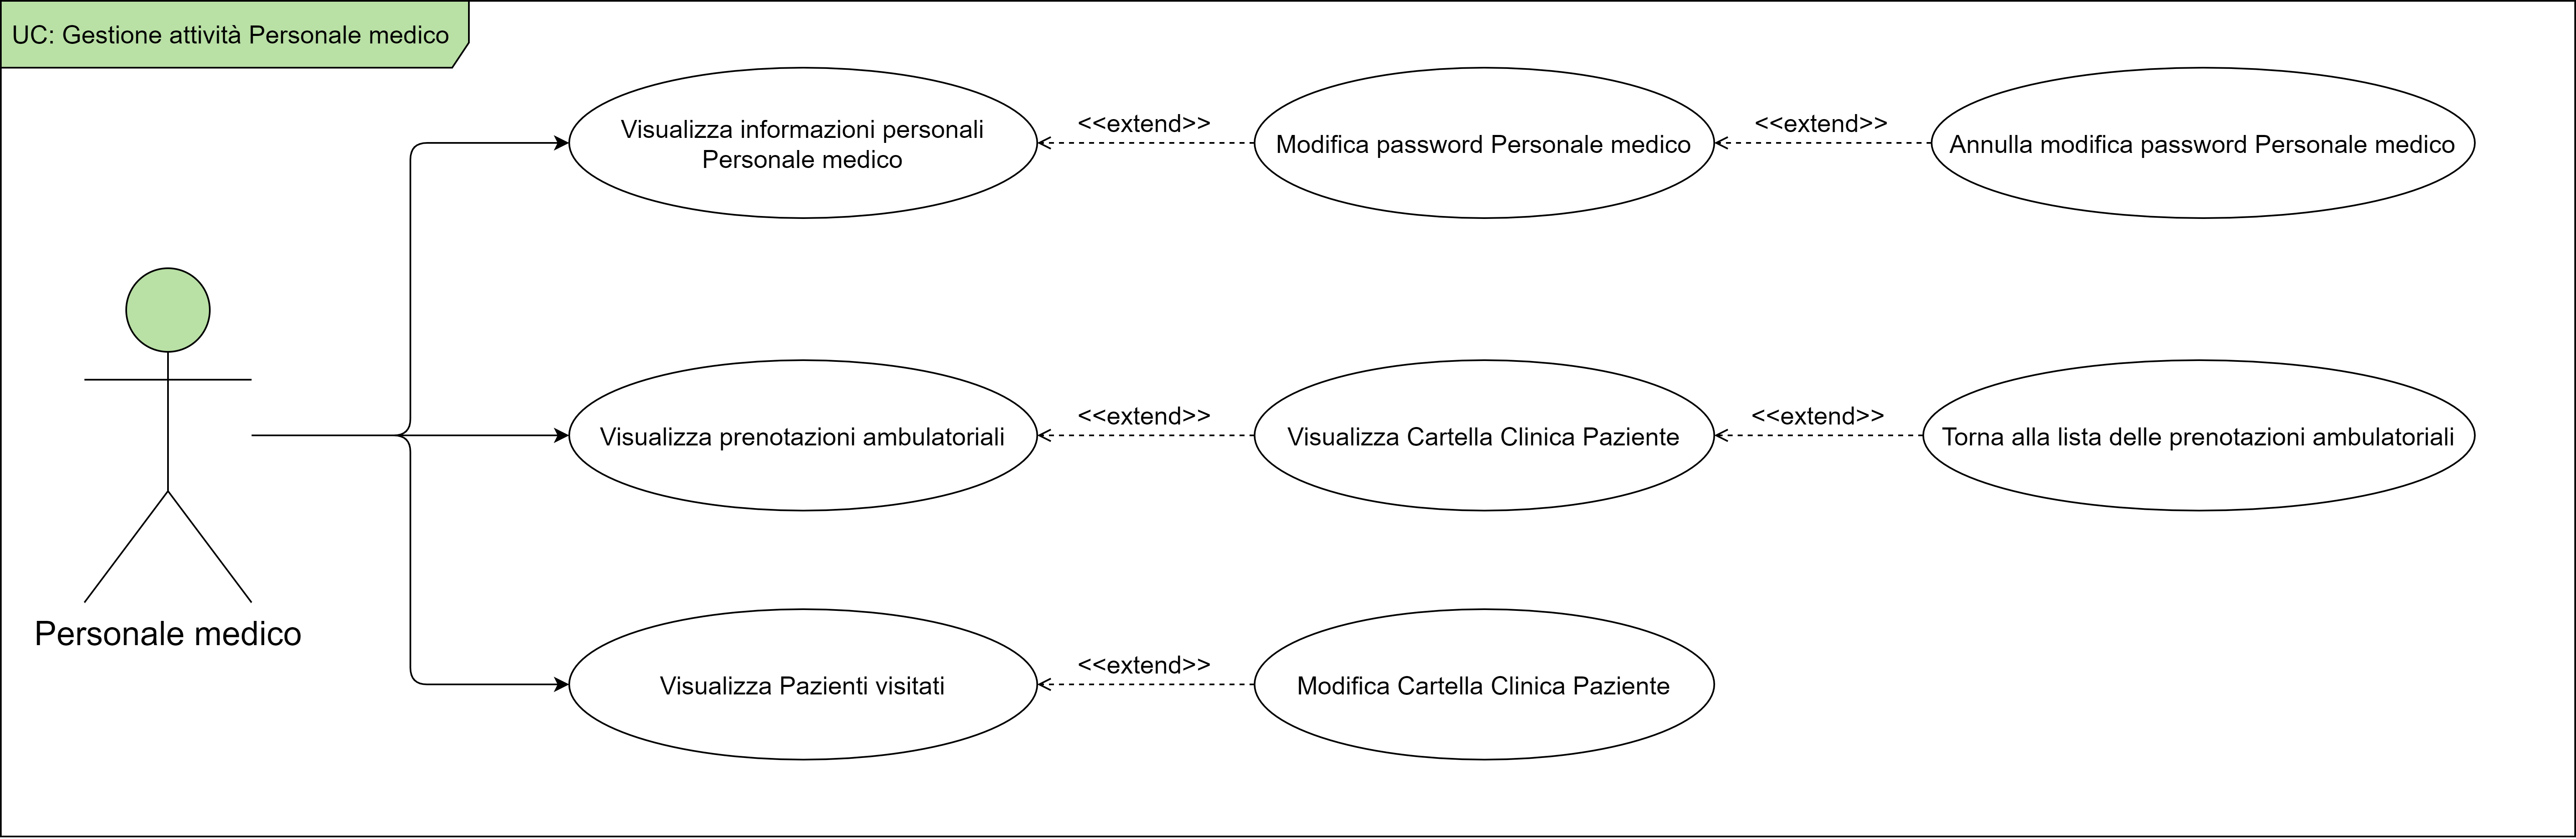 UC: Gestione attività Personale medico
Visualizza informazioni personali
Personale medico
<<extend>>
Modifica password Personale medico
<<extend>>
Annulla modifica password Personale medico
Visualizza prenotazioni ambulatoriali
<<extend>>
Visualizza Cartella Clinica Paziente
<<extend>>
Torna alla lista delle prenotazioni ambulatoriali
Personale medico
Visualizza Pazienti visitati
<<extend>>
Modifica Cartella Clinica Paziente